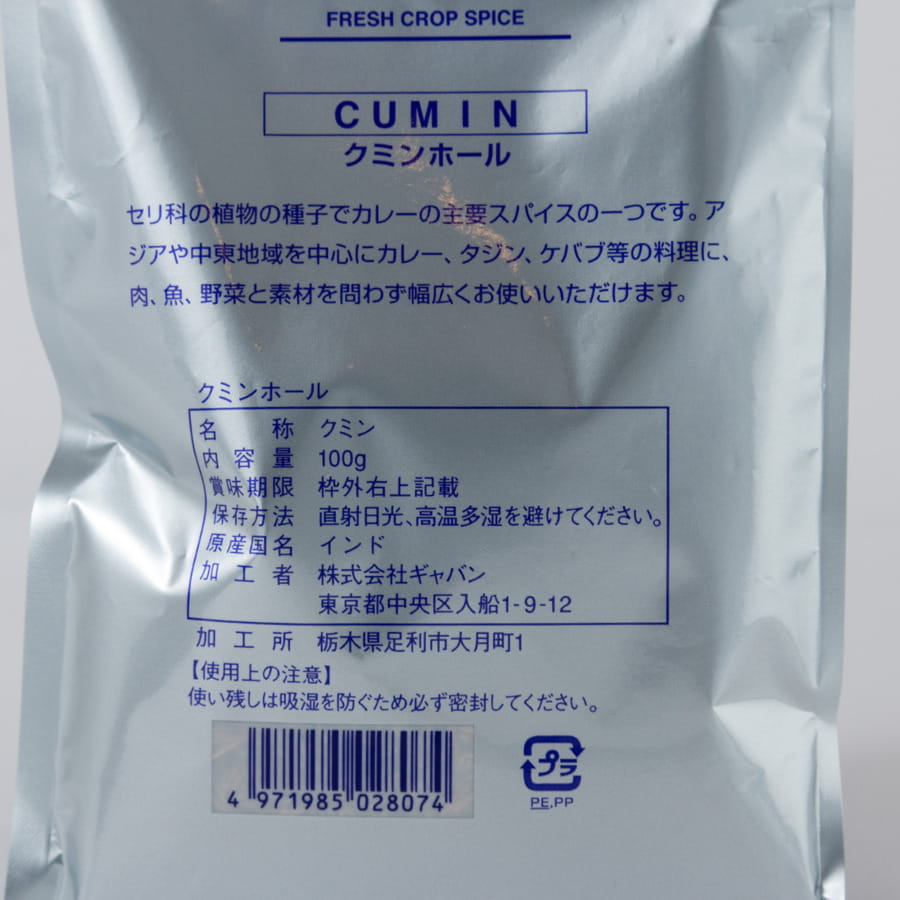 FRESH CROP SPICE
CUMIN
クミンホール
セリ科の植物の種子でカレーの主要スパイスの一つです。ア
ジアや中東地域を中心にカレー、タジン、ケバブ等の料理に、
肉、魚、野菜と素材を問わず幅広くお使いいただけます。
クミンホール
名称 クミン
内容量 100g
賞味期限 枠外右上記載
保存方法 直射日光、高温多湿を避けてください。
原産国名 インド
加工者 株式会社ギャバン
東京都中央区入船1-9-12
加工所 栃木県足利市大月町1
【使用上の注意】
使い残しは吸湿を防ぐため必ず密封してください。
4 971985 028074
プラ
PE,PP